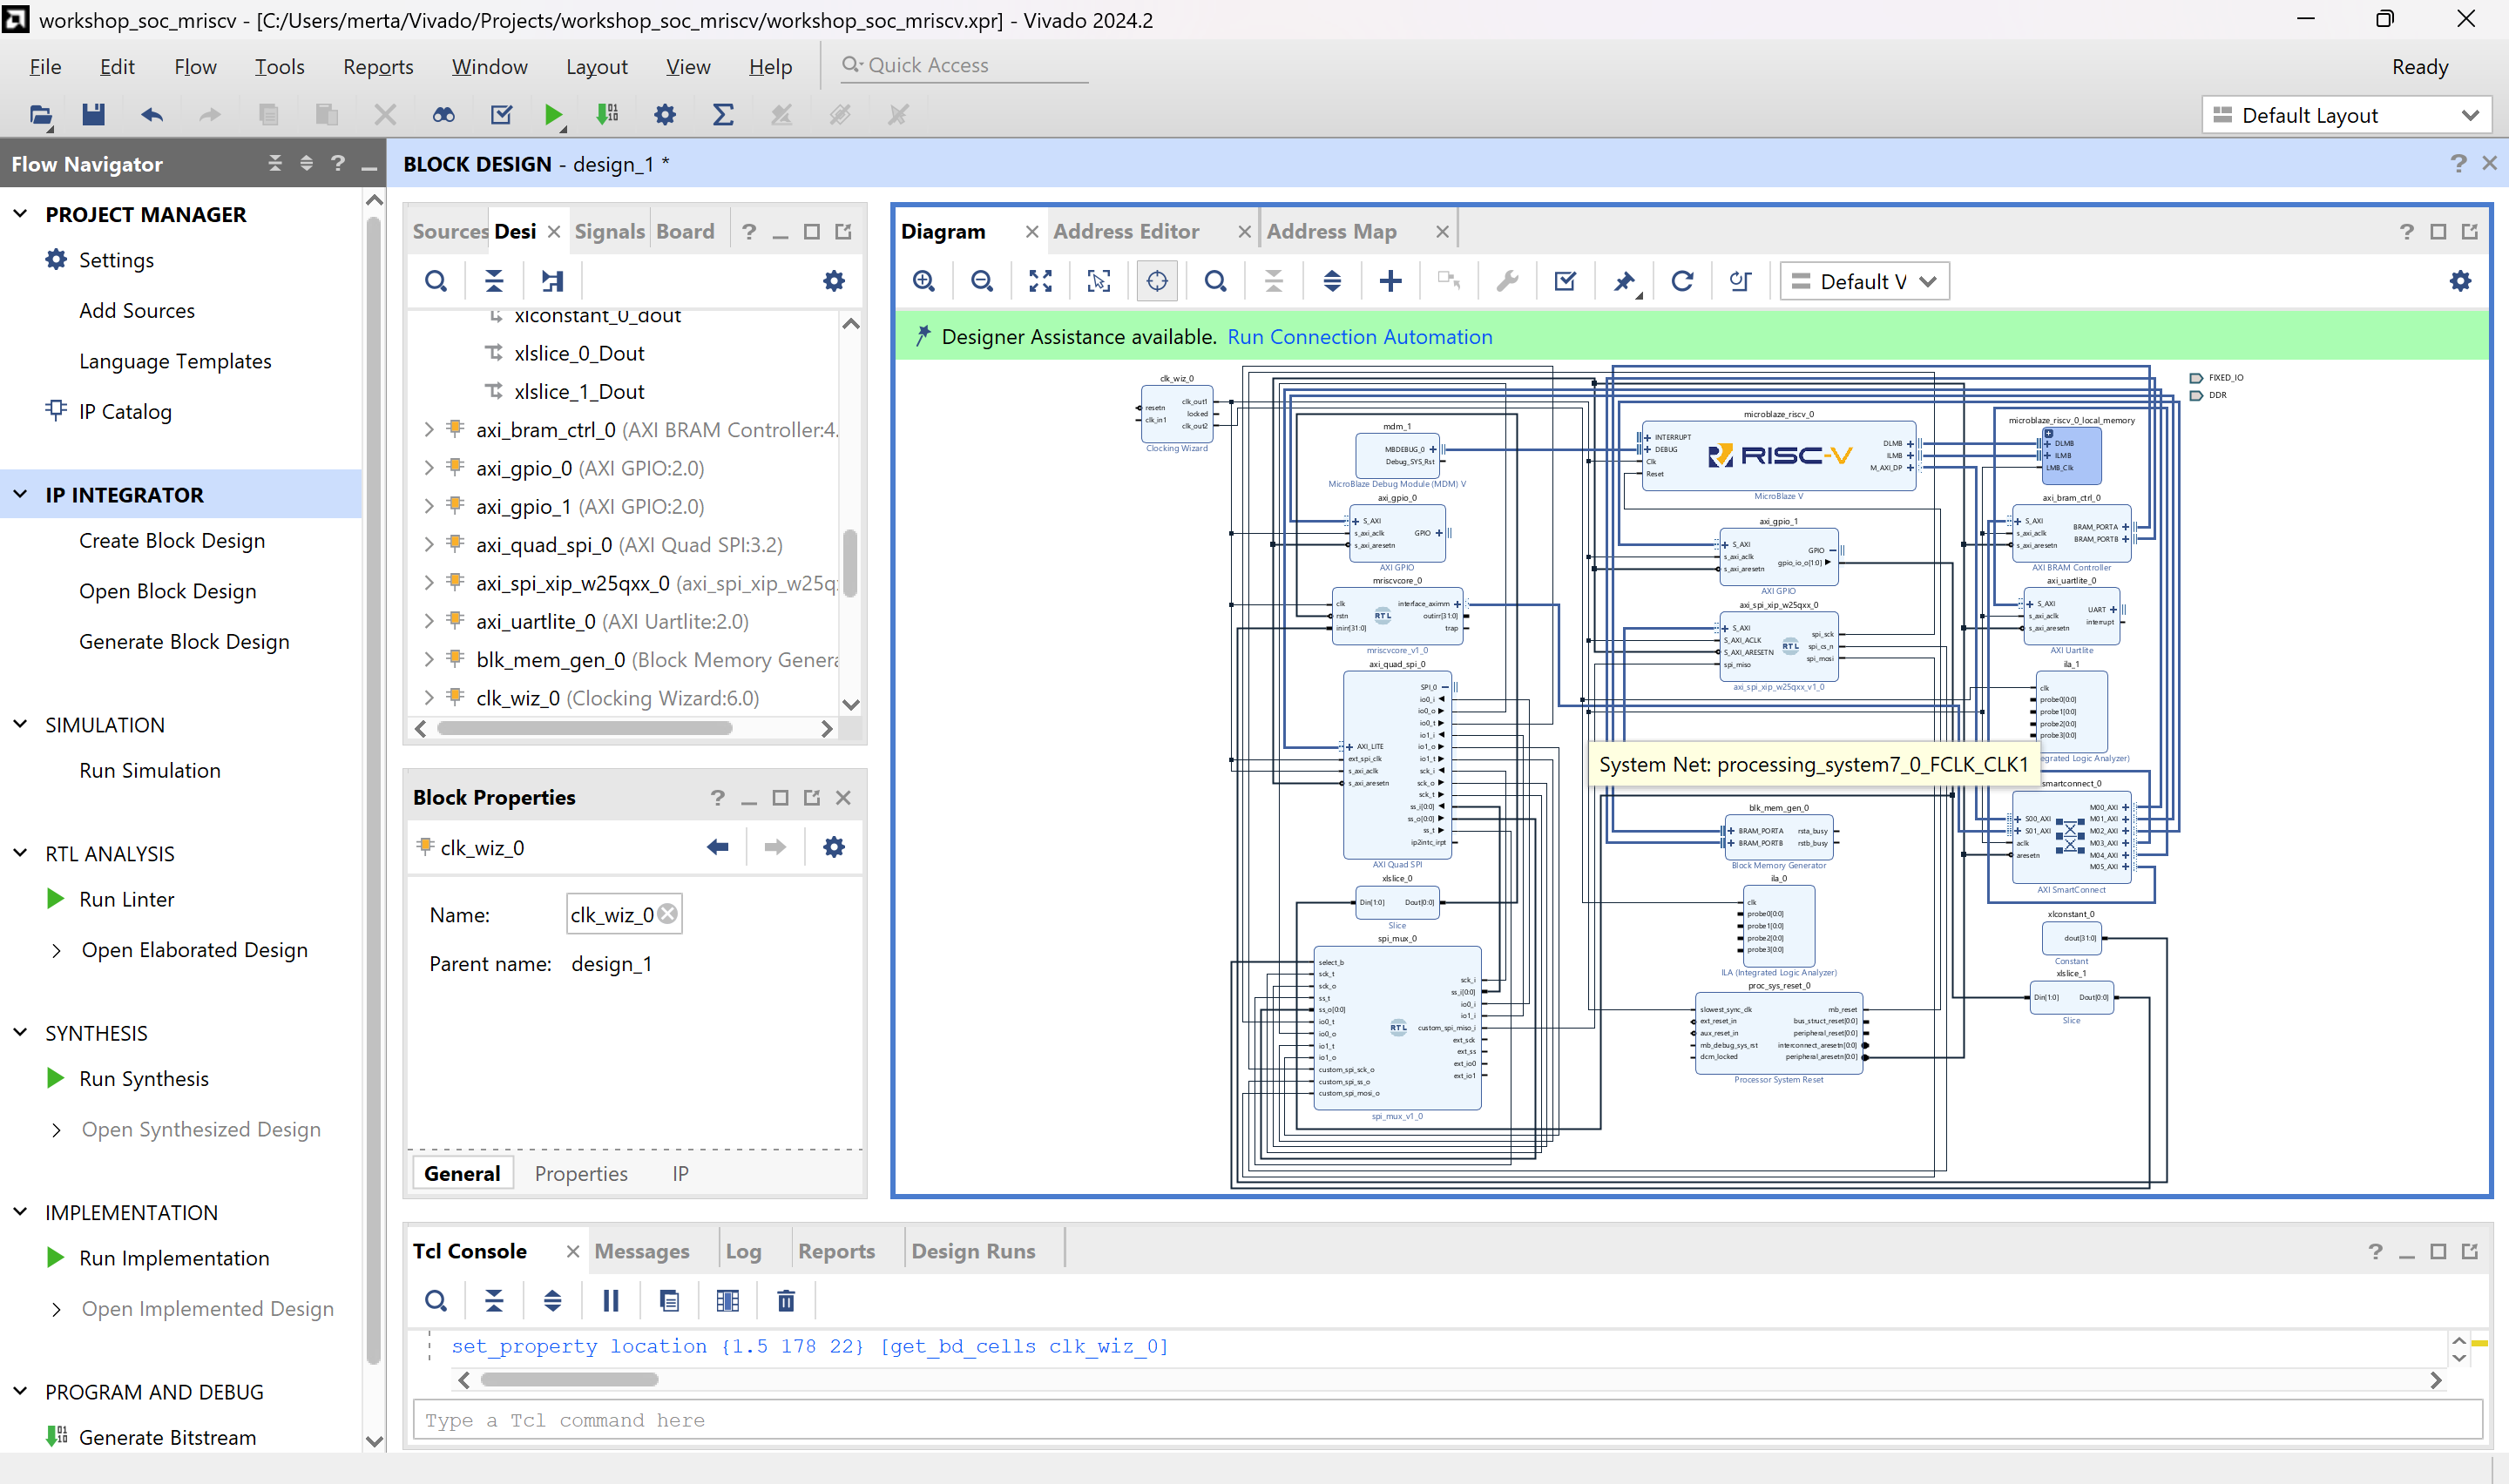 workshop_soc_mriscv - [C:/Users/merta/Vivado/Projects/workshop_soc_mriscv/workshop_soc_mriscv.xpr] - Vivado 2024.2
File Edit Flow Tools Reports Window Layout View Help Quick Access Ready
Default Layout
Flow Navigator
PROJECT MANAGER
Settings
Add Sources
Language Templates
IP Catalog
IP INTEGRATOR
Create Block Design
Open Block Design
Generate Block Design
SIMULATION
Run Simulation
RTL ANALYSIS
Run Linter
Open Elaborated Design
SYNTHESIS
Run Synthesis
Open Synthesized Design
IMPLEMENTATION
Run Implementation
Open Implemented Design
PROGRAM AND DEBUG
Generate Bitstream
BLOCK DESIGN - design_1 *
Sources Desi Signals Board
xlconstant_0_dout
xlslice_0_Dout
xlslice_1_Dout
axi_bram_ctrl_0 (AXI BRAM Controller:4.
axi_gpio_0 (AXI GPIO:2.0)
axi_gpio_1 (AXI GPIO:2.0)
axi_quad_spi_0 (AXI Quad SPI:3.2)
axi_spi_xip_w25qxx_0 (axi_spi_xip_w25q
axi_uartlite_0 (AXI Uartlite:2.0)
blk_mem_gen_0 (Block Memory Genera
clk_wiz_0 (Clocking Wizard:6.0)
Block Properties
clk_wiz_0
Name: clk_wiz_0
Parent name: design_1
General Properties IP
Diagram Address Editor Address Map
Default V
Designer Assistance available. Run Connection Automation
clk_wiz_0
resetn
clk_in1
clk_out1
locked
clk_out2
Clocking Wizard
mdm_1
MBDEBUG_0
Debug_SYS_Rst
MicroBlaze Debug Module (MDM) V
axi_gpio_0
S_AXI
s_axi_aclk
s_axi_aresetn
GPIO
AXI GPIO
mriscvcore_0
clk
rstn
inirr[31:0]
RTL
interface_aximm
outirr[31:0]
trap
mriscvcore_v1_0
axi_quad_spi_0
AXI_LITE
ext_spi_clk
s_axi_aclk
s_axi_aresetn
SPI_0
io0_i
io0_o
io0_t
io1_i
io1_o
io1_t
sck_i
sck_o
sck_t
ss_i[0:0]
ss_o[0:0]
ss_t
ip2intc_irpt
AXI Quad SPI
xlslice_0
Din[1:0] Dout[0:0]
Slice
spi_mux_0
select_b
sck_t
sck_o
ss_t
ss_o[0:0]
io0_t
io0_o
io1_t
io1_o
custom_spi_sck_o
custom_spi_ss_o
custom_spi_mosi_o
RTL
sck_i
ss_i[0:0]
io0_i
io1_i
custom_spi_miso_i
ext_sck
ext_ss
ext_io0
ext_io1
spi_mux_v1_0
microblaze_riscv_0
INTERRUPT
DEBUG
Clk
Reset
RISC-V
DLMB
ILMB
M_AXI_DP
MicroBlaze V
axi_gpio_1
S_AXI
s_axi_aclk
s_axi_aresetn
GPIO
gpio_io_o[1:0]
AXI GPIO
axi_spi_xip_w25qxx_0
S_AXI
S_AXI_ACLK
S_AXI_ARESETN
spi_miso
RTL
spi_sck
spi_cs_n
spi_mosi
axi_spi_xip_w25qxx_v1_0
System Net: processing_system7_0_FCLK_CLK1
blk_mem_gen_0
BRAM_PORTA
BRAM_PORTB
rsta_busy
rstb_busy
Block Memory Generator
ila_0
clk
probe0[0:0]
probe1[0:0]
probe2[0:0]
probe3[0:0]
ILA (Integrated Logic Analyzer)
proc_sys_reset_0
slowest_sync_clk
ext_reset_in
aux_reset_in
mb_debug_sys_rst
dcm_locked
mb_reset
bus_struct_reset[0:0]
peripheral_reset[0:0]
interconnect_aresetn[0:0]
peripheral_aresetn[0:0]
Processor System Reset
FIXED_IO
DDR
microblaze_riscv_0_local_memory
DLMB
ILMB
LMB_Clk
axi_bram_ctrl_0
S_AXI
s_axi_aclk
s_axi_aresetn
BRAM_PORTA
BRAM_PORTB
AXI BRAM Controller
axi_uartlite_0
S_AXI
s_axi_aclk
s_axi_aresetn
UART
interrupt
AXI Uartlite
ila_1
clk
probe0[0:0]
probe1[0:0]
probe2[0:0]
probe3[0:0]
egrated Logic Analyzer)
smartconnect_0
S00_AXI
S01_AXI
aclk
aresetn
M00_AXI
M01_AXI
M02_AXI
M03_AXI
M04_AXI
M05_AXI
AXI SmartConnect
xlconstant_0
dout[31:0]
Constant
xlslice_1
Din[1:0] Dout[0:0]
Slice
Tcl Console Messages Log Reports Design Runs
set_property location {1.5 178 22} [get_bd_cells clk_wiz_0]
Type a Tcl command here